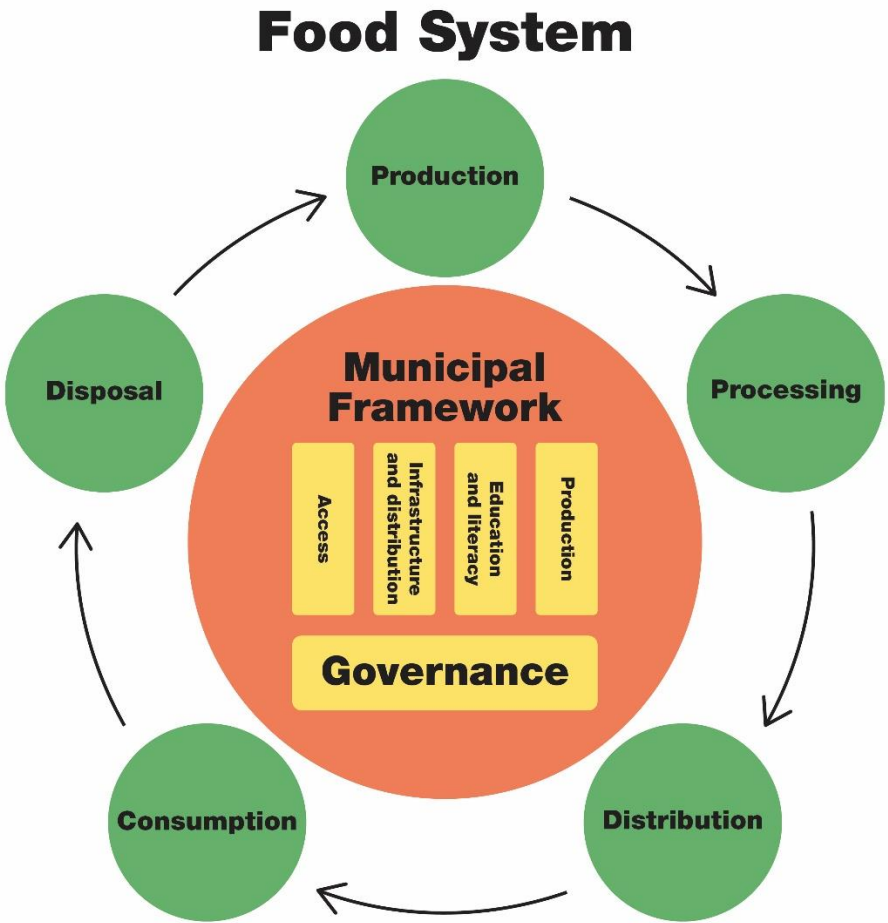 Food System
Production
Disposal
Processing
Municipal
Framework
Access
Infrastructure
and distribution
Education
and literacy
Production
Governance
Consumption
Distribution